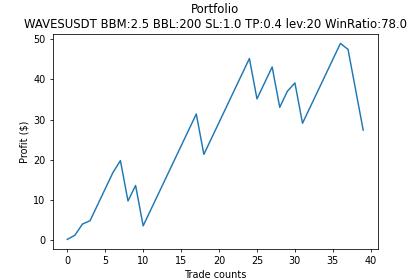 Portfolio
WAVESUSDT BBM:2.5 BBL:200 SL:1.0 TP:0.4 lev:20 WinRatio:78.0
50
40
30
20
10
0
Profit ($)
0 5 10 15 20 25 30 35 40
Trade counts